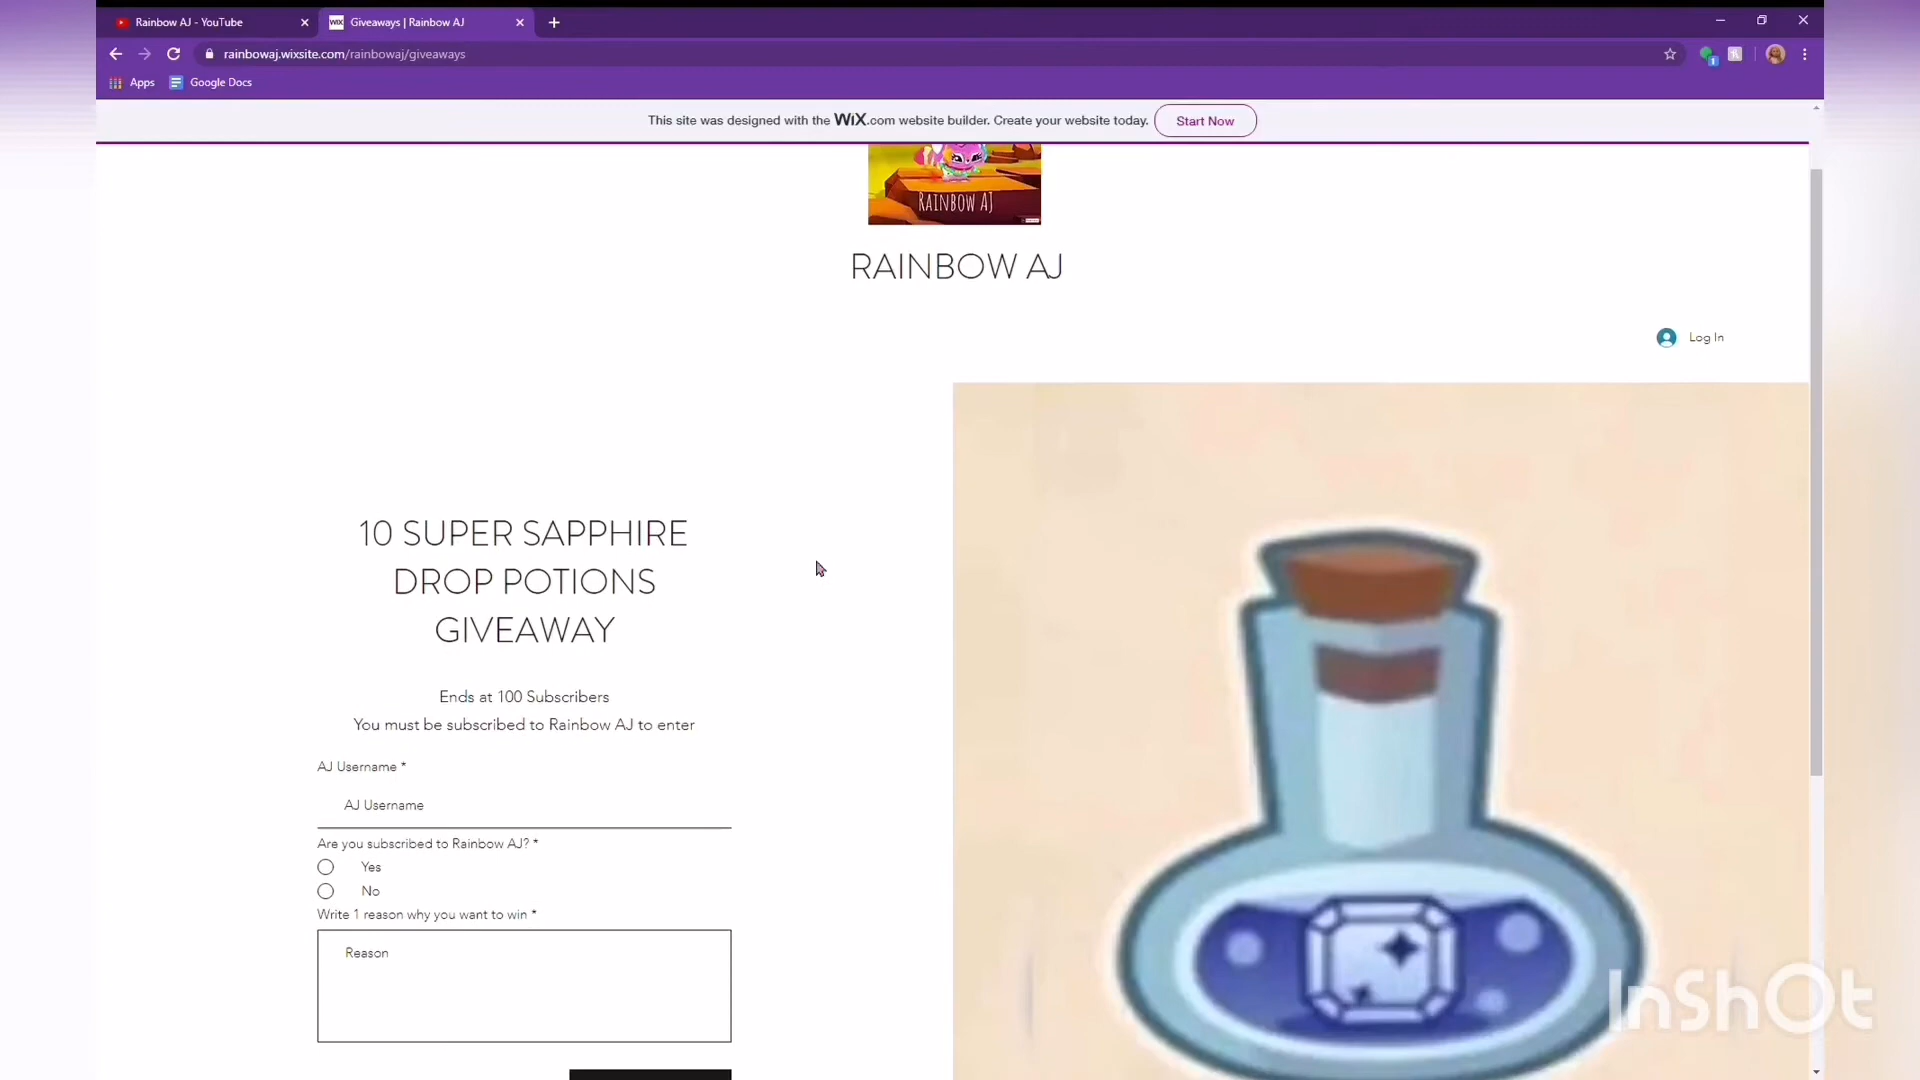 Rainbow AJ - YouTube
WiX Giveaways | Rainbow AJ
rainbowaj.wixsite.com/rainbowaj/giveaways
Apps
Google Docs
This site was designed with the WiX.com website builder. Create your website today.
Start Now
RAINBOW AJ
RAINBOW AJ
Log In
10 SUPER SAPPHIRE
DROP POTIONS
GIVEAWAY
Ends at 100 Subscribers
You must be subscribed to Rainbow AJ to enter
AJ Username *
AJ Username
Are you subscribed to Rainbow AJ? *
Yes
No
Write 1 reason why you want to win *
Reason
InShOt